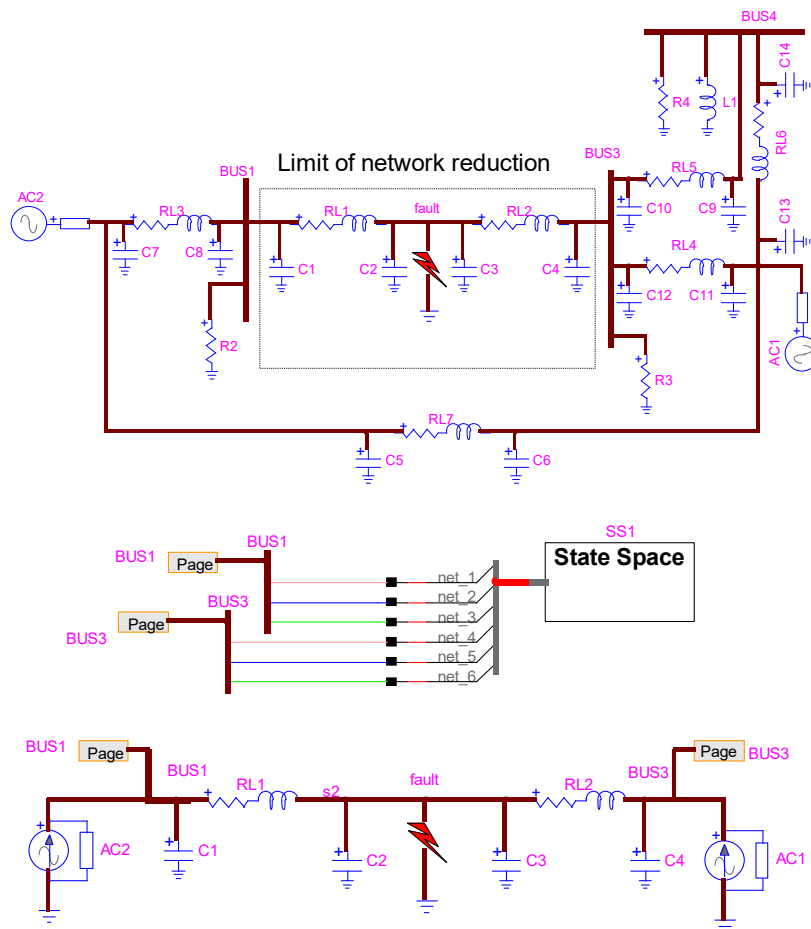 BUS4
C14
R4
L1
RL6
BUS3
BUS1
Limit of network reduction
AC2
RL3
RL1
fault
RL2
RL5
C10
C9
C13
C7
C8
C1
C2
C3
C4
RL4
C12
C11
R2
R3
AC1
RL7
C5
C6
SS1
BUS1
BUS1
Page
State Space
net_1
net_2
BUS3
Page
net_3
BUS3
net_4
net_5
net_6
BUS1
Page
Page
BUS3
BUS1
RL1
s2
fault
RL2
BUS3
AC2
C1
C2
C3
C4
AC1